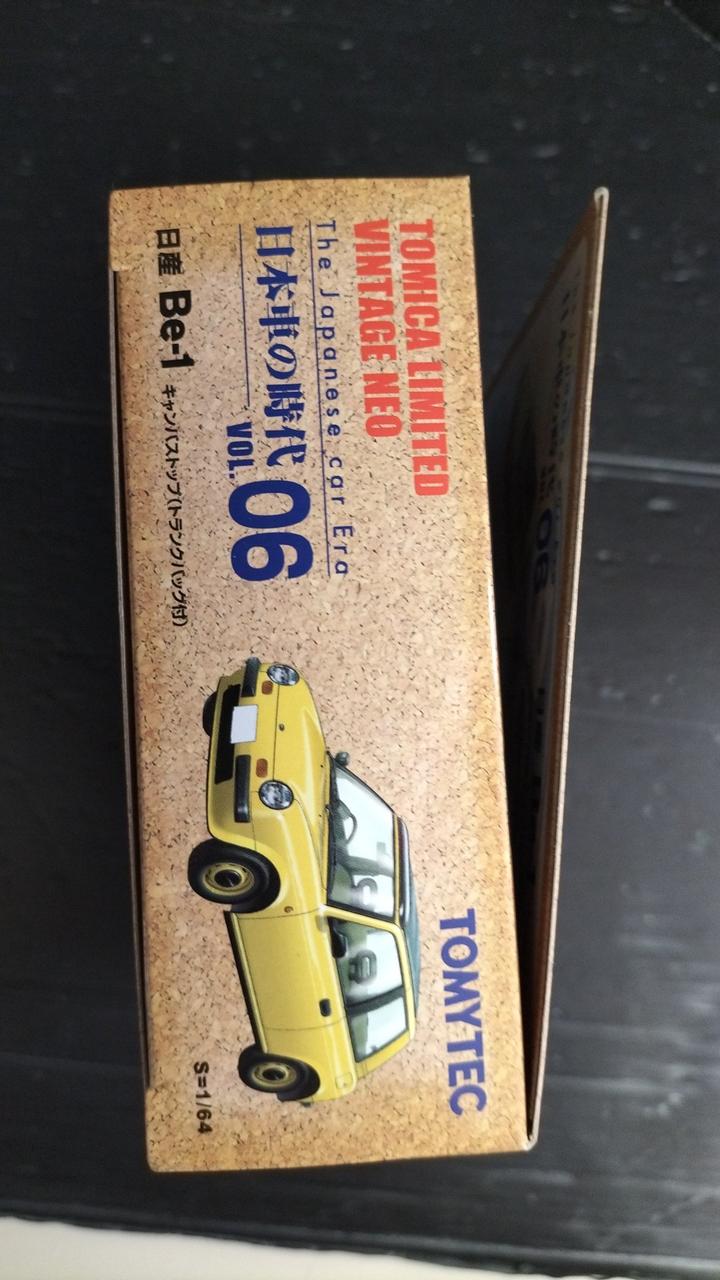 TOMICA LIMITED
VINTAGE NEO
The Japanese car Era
日本車の時代 VOL.06
日産 Be-1 キャンバストップ(トランクバッグ付)
TOMYTEC
S=1/64
06